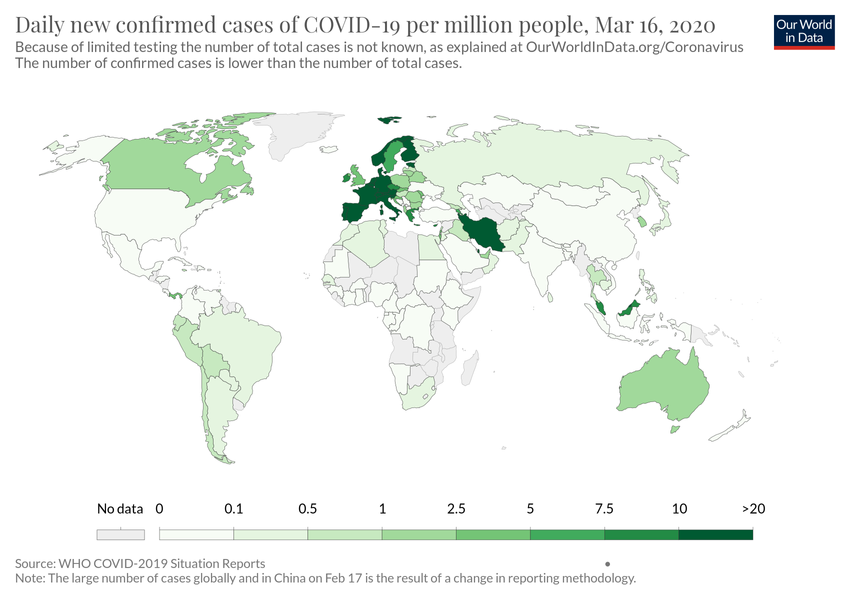 Daily new confirmed cases of COVID-19 per million people, Mar 16, 2020
Our World
in Data
Because of limited testing the number of total cases is not known, as explained at OurWorldInData.org/Coronavirus
The number of confirmed cases is lower than the number of total cases.
No data 0 0.1 0.5 1 2.5 5 7.5 10 >20
Source: WHO COVID-2019 Situation Reports
Note: The large number of cases globally and in China on Feb 17 is the result of a change in reporting methodology.